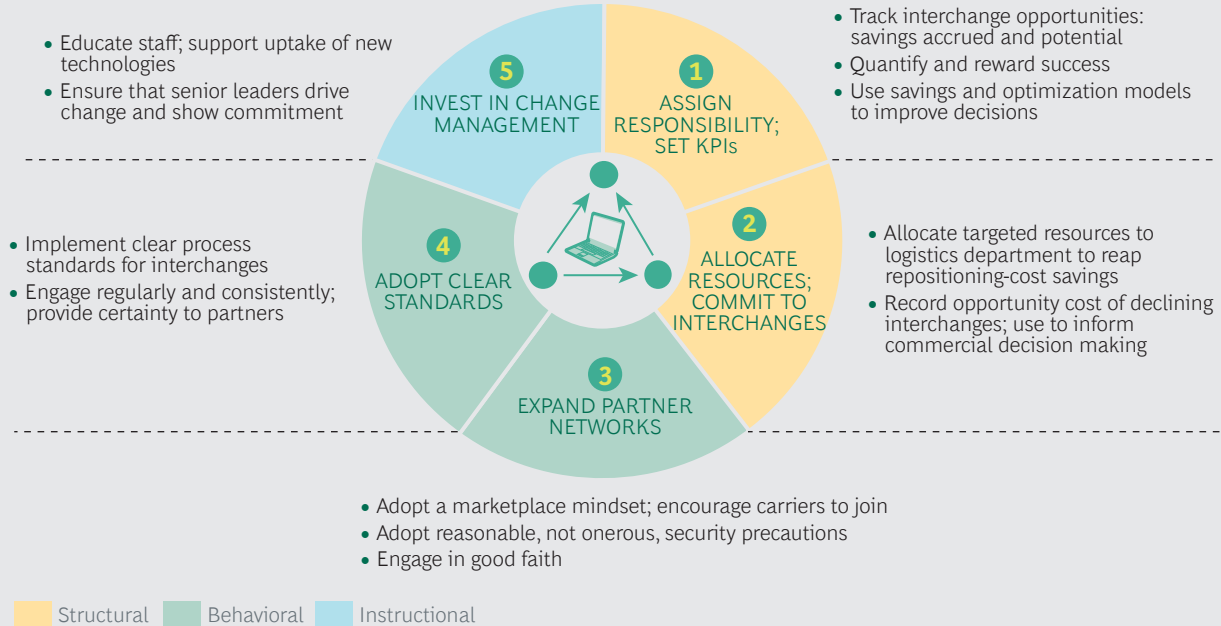 1
ASSIGN
RESPONSIBILITY;
SET KPIs
• Track interchange opportunities:
savings accrued and potential
• Quantify and reward success
• Use savings and optimization models
to improve decisions
2
ALLOCATE
RESOURCES;
COMMIT TO
INTERCHANGES
• Allocate targeted resources to
logistics department to reap
repositioning-cost savings
• Record opportunity cost of declining
interchanges; use to inform
commercial decision making
3
EXPAND PARTNER
NETWORKS
• Adopt a marketplace mindset; encourage carriers to join
• Adopt reasonable, not onerous, security precautions
• Engage in good faith
4
ADOPT CLEAR
STANDARDS
• Implement clear process
standards for interchanges
• Engage regularly and consistently;
provide certainty to partners
5
INVEST IN CHANGE
MANAGEMENT
• Educate staff; support uptake of new
technologies
• Ensure that senior leaders drive
change and show commitment
Structural
Behavioral
Instructional